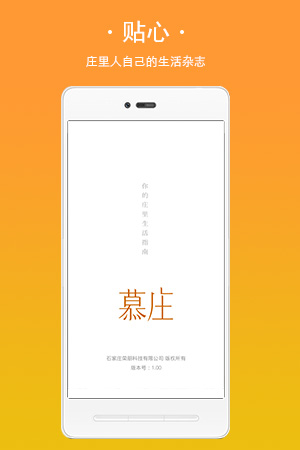 · 贴心 ·
庄里人自己的生活杂志
你的庄里生活指南
慕庄
石家庄英丽科技有限公司 版权所有
版本号：1.00